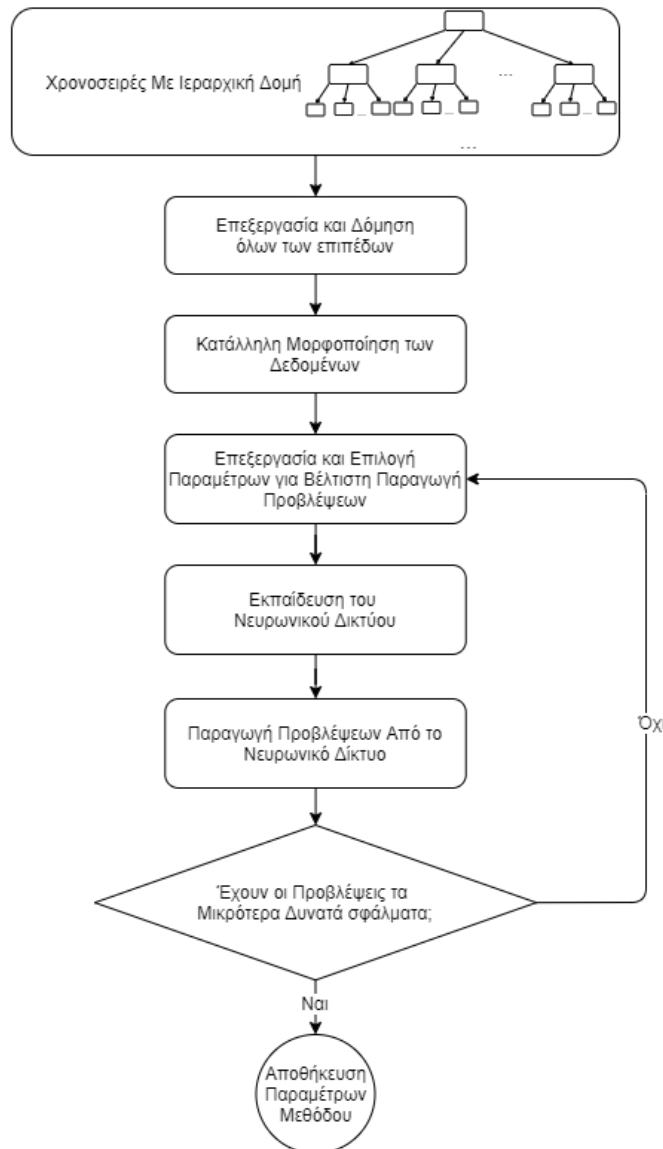 Χρονοσειρές Με Ιεραρχική Δομή
...
...
Επεξεργασία και Δόμηση
όλων των επιπέδων
Κατάλληλη Μορφοποίηση των
Δεδομένων
Επεξεργασία και Επιλογή
Παραμέτρων για Βέλτιστη Παραγωγή
Προβλέψεων
Εκπαίδευση του
Νευρωνικού Δικτύου
Παραγωγή Προβλέψεων Από το
Νευρωνικό Δίκτυο
Όχι
Έχουν οι Προβλέψεις τα
Μικρότερα Δυνατά σφάλματα;
Ναι
Αποθήκευση
Παραμέτρων
Μεθόδου